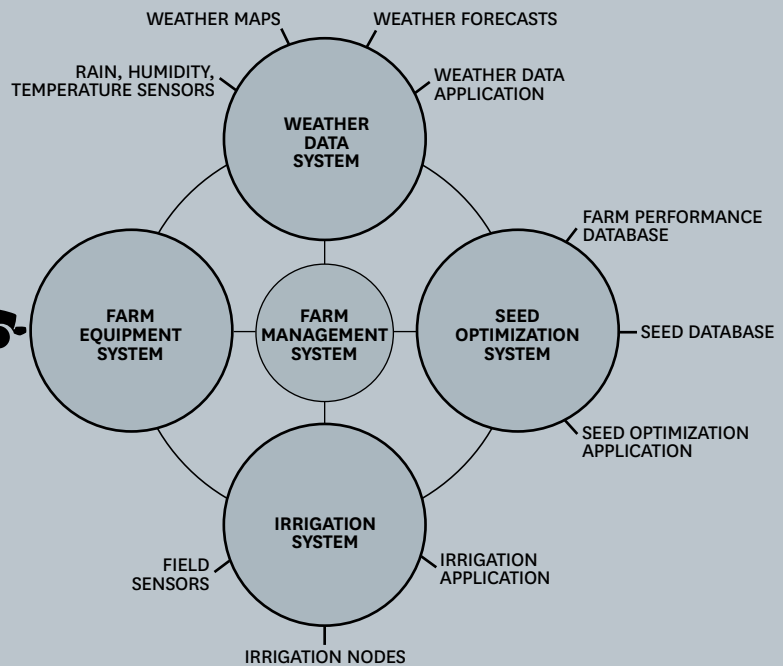 WEATHER MAPS
WEATHER FORECASTS
RAIN, HUMIDITY,
TEMPERATURE SENSORS
WEATHER DATA
APPLICATION
WEATHER
DATA
SYSTEM
FARM PERFORMANCE
DATABASE
FARM
EQUIPMENT
SYSTEM
FARM
MANAGEMENT
SYSTEM
SEED
OPTIMIZATION
SYSTEM
SEED DATABASE
SEED OPTIMIZATION
APPLICATION
IRRIGATION
SYSTEM
FIELD
SENSORS
IRRIGATION
APPLICATION
IRRIGATION NODES